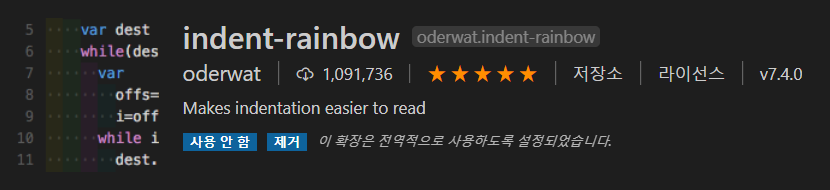 5 ····var dest
6 ····while(des
7 ······var
8 ········offs=
9 ········i=off
10 ······while i
11 ········dest.
indent-rainbow oderwat.indent-rainbow
oderwat 1,091,736 ★★★★★ 저장소 라이선스 v7.4.0
Makes indentation easier to read
사용 안 함 제거 이 확장은 전역적으로 사용하도록 설정되었습니다.